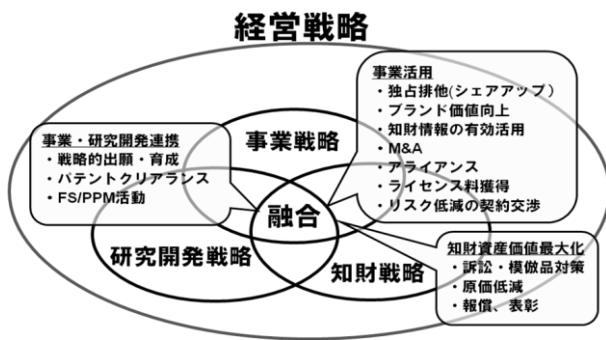 経営戦略
事業活用
・独占排他(シェアアップ)
・ブランド価値向上
・知財情報の有効活用
・M&A
・アライアンス
・ライセンス料獲得
・リスク低減の契約交渉
事業・研究開発連携
・戦略的出願・育成
・パテントクリアランス
・FS/PPM活動
事業戦略
融合
研究開発戦略
知財戦略
知財資産価値最大化
・訴訟・模倣品対策
・原価低減
・報償、表彰